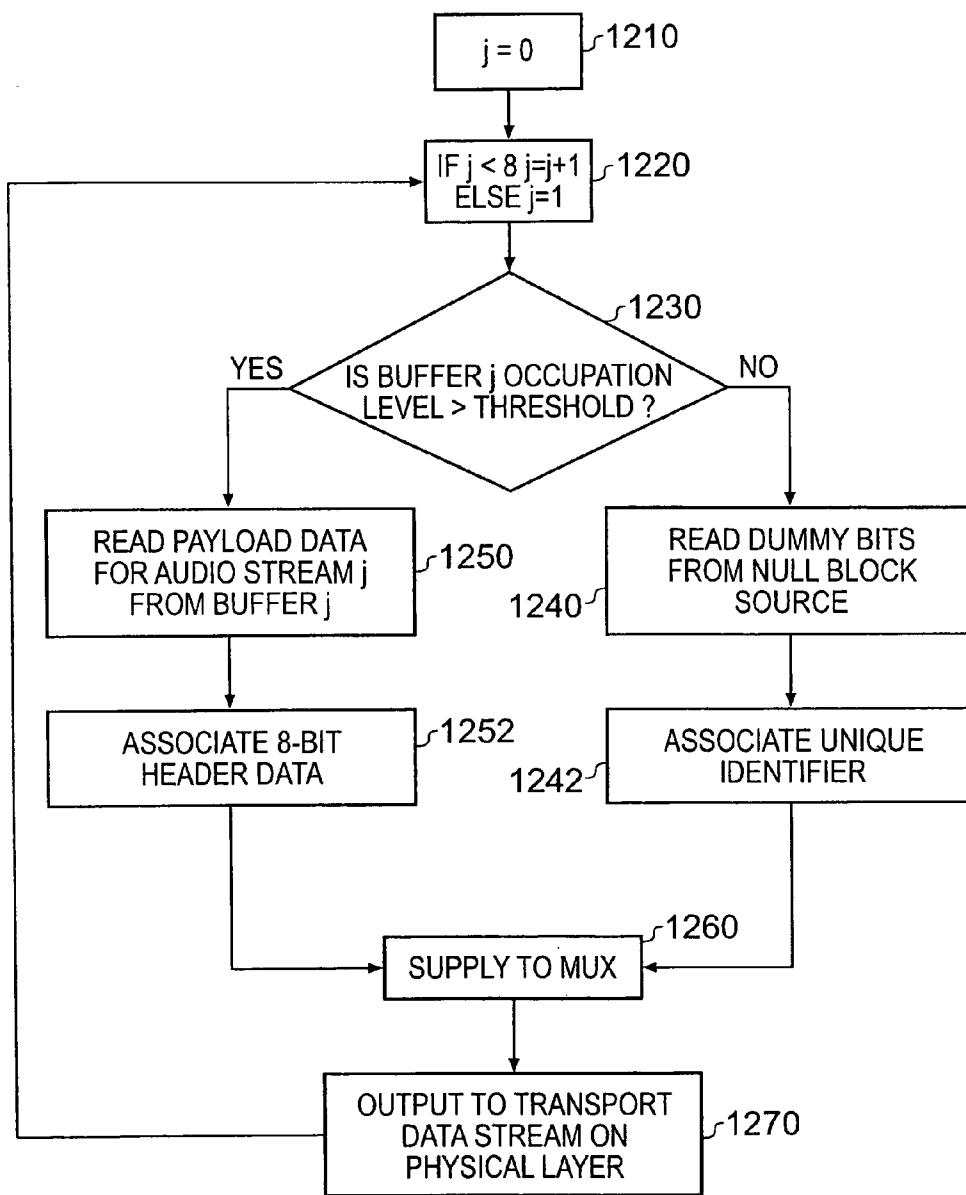 j = 0
1210
IF j < 8 j=j+1
ELSE j=1
1220
1230
YES
NO
IS BUFFER j OCCUPATION
LEVEL > THRESHOLD ?
READ PAYLOAD DATA
FOR AUDIO STREAM j
FROM BUFFER j
1250
READ DUMMY BITS
FROM NULL BLOCK
SOURCE
1240
ASSOCIATE 8-BIT
HEADER DATA
1252
ASSOCIATE UNIQUE
IDENTIFIER
1242
1260
SUPPLY TO MUX
OUTPUT TO TRANSPORT
DATA STREAM ON
PHYSICAL LAYER
1270